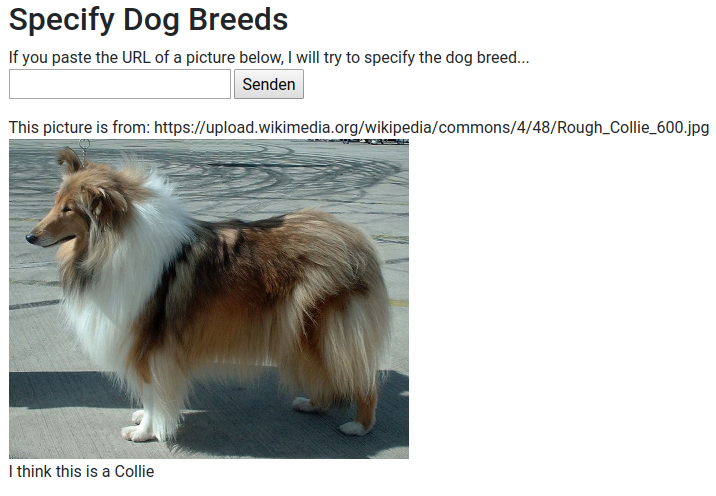 Specify Dog Breeds
If you paste the URL of a picture below, I will try to specify the dog breed...
Senden
This picture is from: https://upload.wikimedia.org/wikipedia/commons/4/48/Rough_Collie_600.jpg
I think this is a Collie